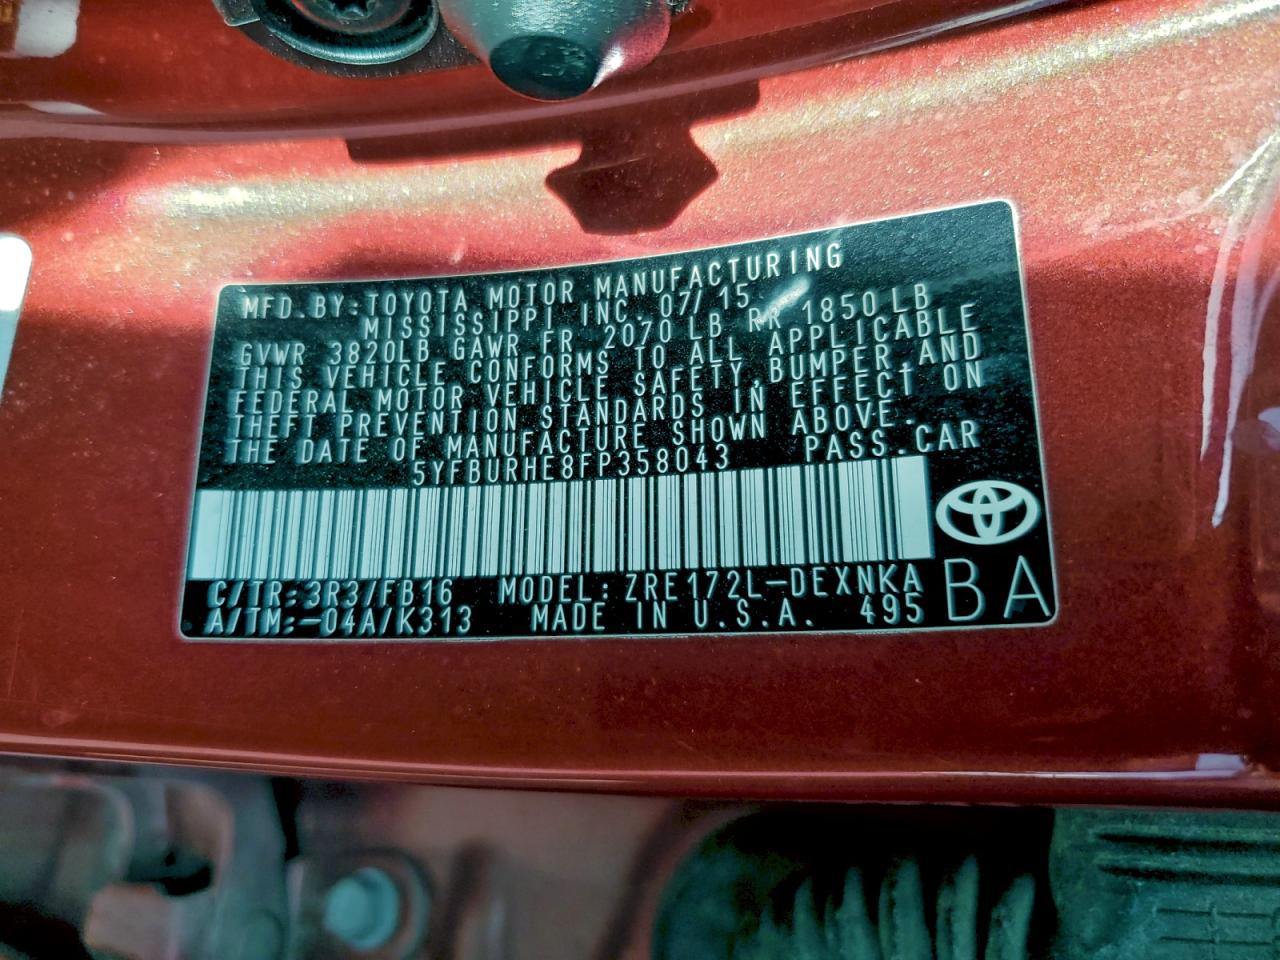 MFD. BY: TOYOTA MOTOR MANUFACTURING
MISSISSIPPI INC. 07/15
GVWR 3820LB GAWR FR 2070 LB RR 1850 LB
THIS VEHICLE CONFORMS TO ALL APPLICABLE
FEDERAL MOTOR VEHICLE SAFETY, BUMPER, AND
THEFT PREVENTION STANDARDS IN EFFECT ON
THE DATE OF MANUFACTURE SHOWN ABOVE.
5YFBURHE8FP358043 PASS. CAR
C/TR: 3R3/FB16 MODEL: ZRE172L-DEXNKA
A/TM: -04A/K313 MADE IN U.S.A. 495
BA